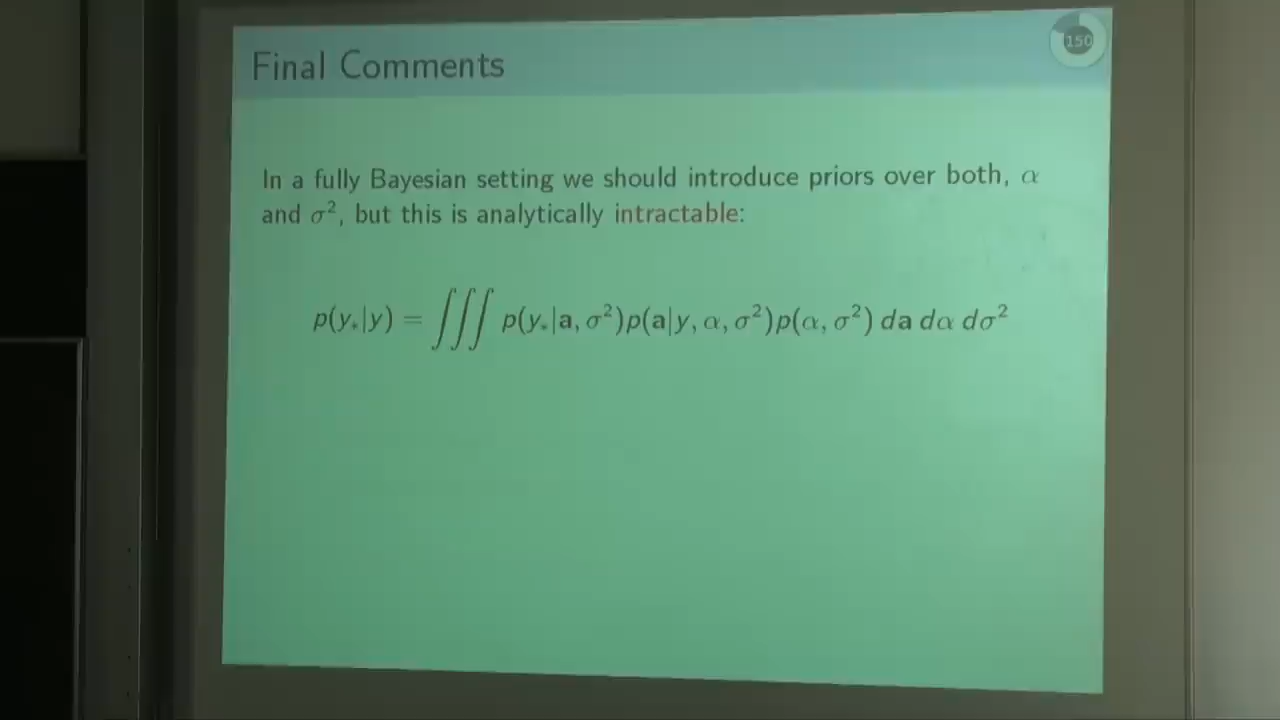 Final Comments
150
In a fully Bayesian setting we should introduce priors over both, α
and σ², but this is analytically intractable:
p(y*|y) = ∭ p(y*|a, σ²)p(a|y, α, σ²)p(α, σ²) da dα dσ²